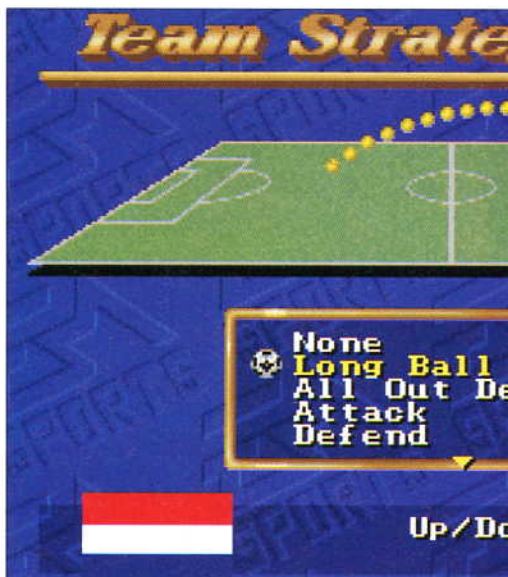 Team Strate
None
Long Ball
All Out De
Attack
Defend
Up/Do